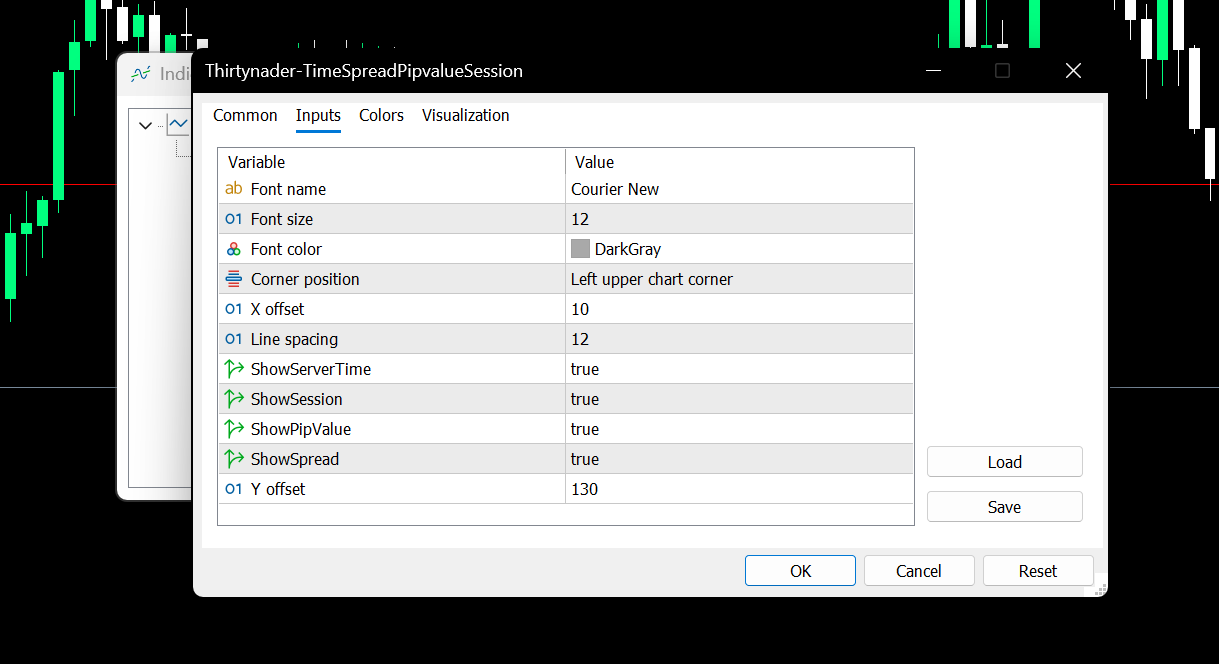 Indi
Thirtynader-TimeSpreadPipvalueSession
Common Inputs Colors Visualization
Variable Value
ab Font name Courier New
01 Font size 12
Font color DarkGray
Corner position Left upper chart corner
01 X offset 10
01 Line spacing 12
ShowServerTime true
ShowSession true
ShowPipValue true
ShowSpread true
01 Y offset 130
Load
Save
OK Cancel Reset